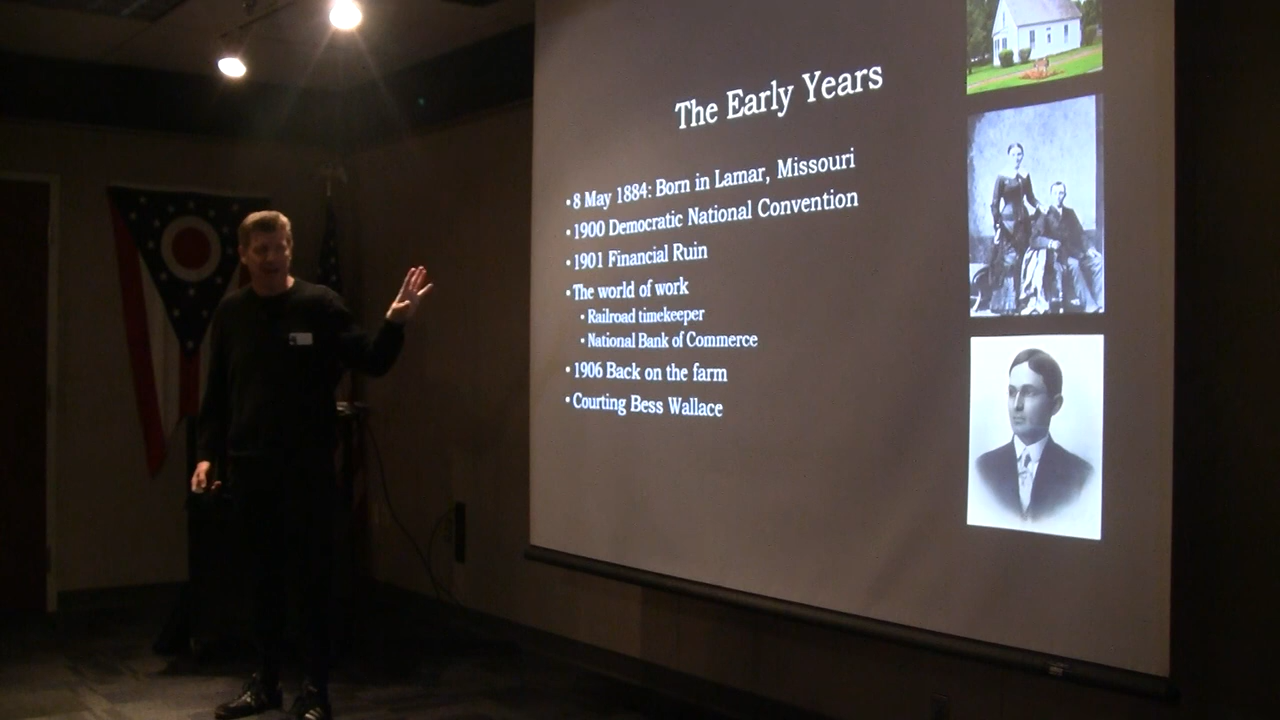 The Early Years
•8 May 1884: Born in Lamar, Missouri
•1900 Democratic National Convention
•1901 Financial Ruin
•The world of work
•Railroad timekeeper
•National Bank of Commerce
•1906 Back on the farm
•Courting Bess Wallace